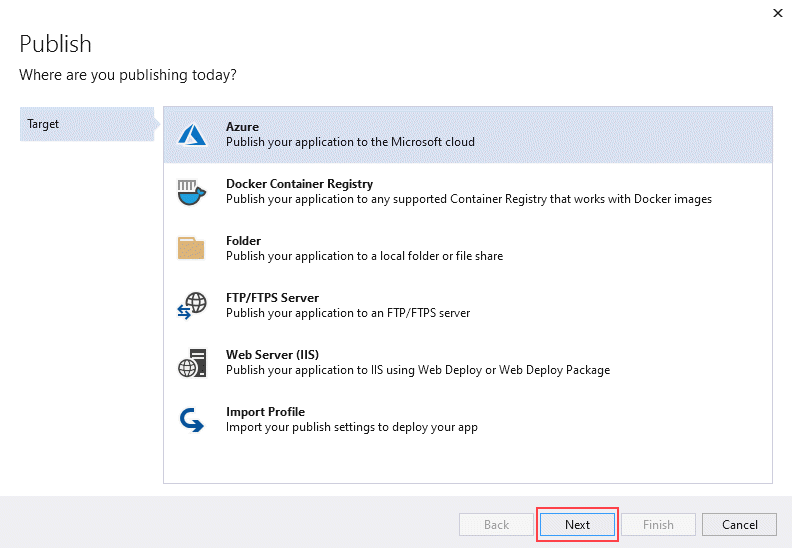 Publish
Where are you publishing today?
Target
Azure
Publish your application to the Microsoft cloud
Docker Container Registry
Publish your application to any supported Container Registry that works with Docker images
Folder
Publish your application to a local folder or file share
FTP/FTPS Server
Publish your application to an FTP/FTPS server
Web Server (IIS)
Publish your application to IIS using Web Deploy or Web Deploy Package
Import Profile
Import your publish settings to deploy your app
Back
Next
Finish
Cancel